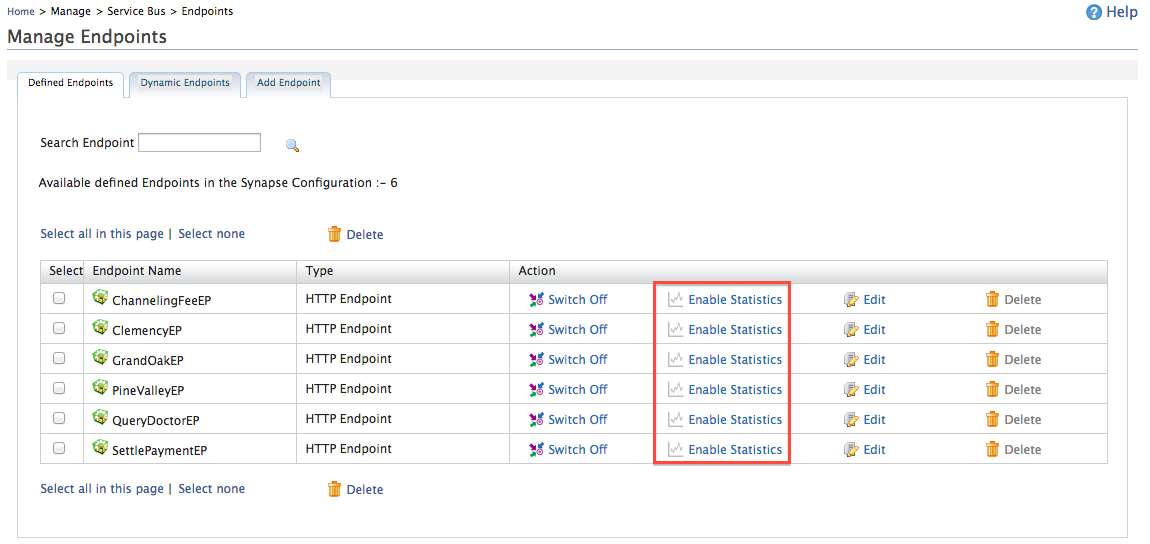 Home > Manage > Service Bus > Endpoints Help
Manage Endpoints
Defined Endpoints Dynamic Endpoints Add Endpoint
Search Endpoint
Available defined Endpoints in the Synapse Configuration :- 6
Select all in this page | Select none Delete
Select Endpoint Name Type Action
ChannelingFeeEP HTTP Endpoint Switch Off Enable Statistics Edit Delete
ClemencyEP HTTP Endpoint Switch Off Enable Statistics Edit Delete
GrandOakEP HTTP Endpoint Switch Off Enable Statistics Edit Delete
PineValleyEP HTTP Endpoint Switch Off Enable Statistics Edit Delete
QueryDoctorEP HTTP Endpoint Switch Off Enable Statistics Edit Delete
SettlePaymentEP HTTP Endpoint Switch Off Enable Statistics Edit Delete
Select all in this page | Select none Delete